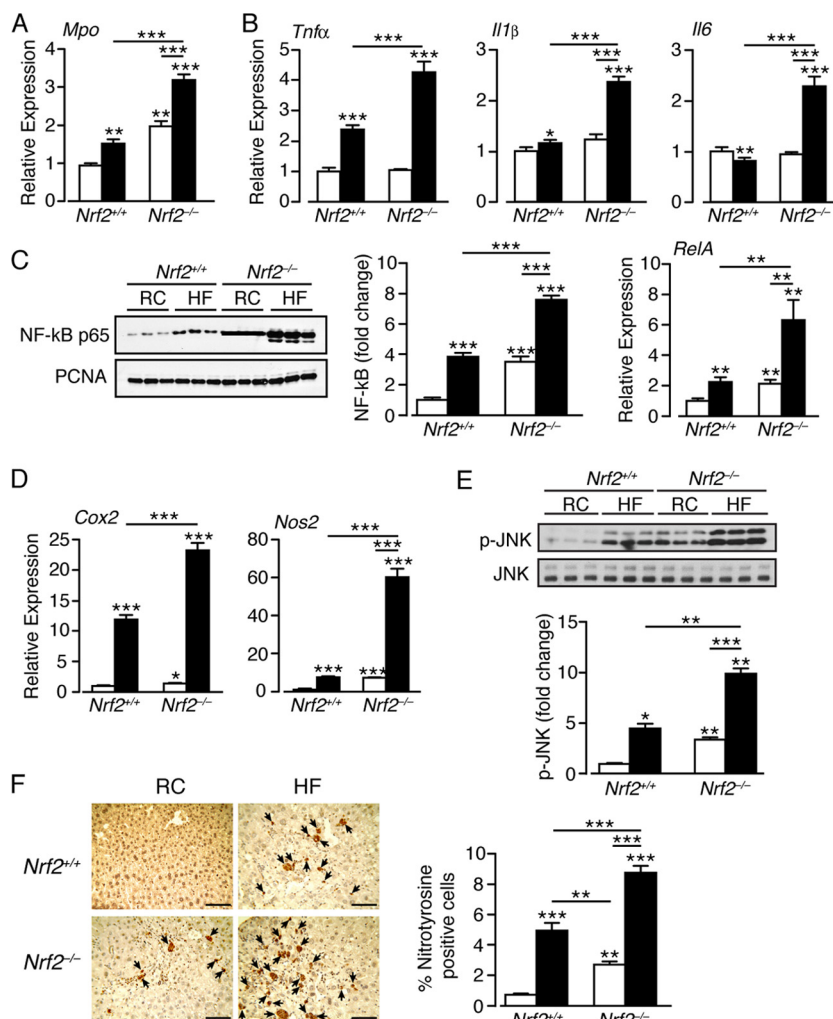 A
Mpo
***
***
***
**
**
Relative Expression
4
3
2
1
0
Nrf2+/+ Nrf2–/–
B
Tnfα
***
***
***
Relative Expression
5
4
3
2
1
0
Nrf2+/+ Nrf2–/–
Il1β
***
***
***
*
3
2
1
0
Nrf2+/+ Nrf2–/–
Il6
***
***
***
**
3
2
1
0
Nrf2+/+ Nrf2–/–
C
Nrf2+/+ Nrf2–/–
RC HF RC HF
NF-kB p65
PCNA
***
***
***
***
***
NF-kB (fold change)
10
8
6
4
2
0
Nrf2+/+ Nrf2–/–
RelA
**
**
**
**
**
Relative Expression
10
8
6
4
2
0
Nrf2+/+ Nrf2–/–
D
Cox2
***
***
***
*
Relative Expression
25
20
15
10
5
0
Nrf2+/+ Nrf2–/–
Nos2
***
***
***
***
***
80
60
40
20
0
Nrf2+/+ Nrf2–/–
E
Nrf2+/+ Nrf2–/–
RC HF RC HF
p-JNK
JNK
**
***
**
*
**
p-JNK (fold change)
15
10
5
0
Nrf2+/+ Nrf2–/–
F
RC HF
Nrf2+/+
Nrf2–/–
***
***
***
**
***
**
% Nitrotyrosine
positive cells
10
8
6
4
2
0
Nrf2+/+ Nrf2–/–